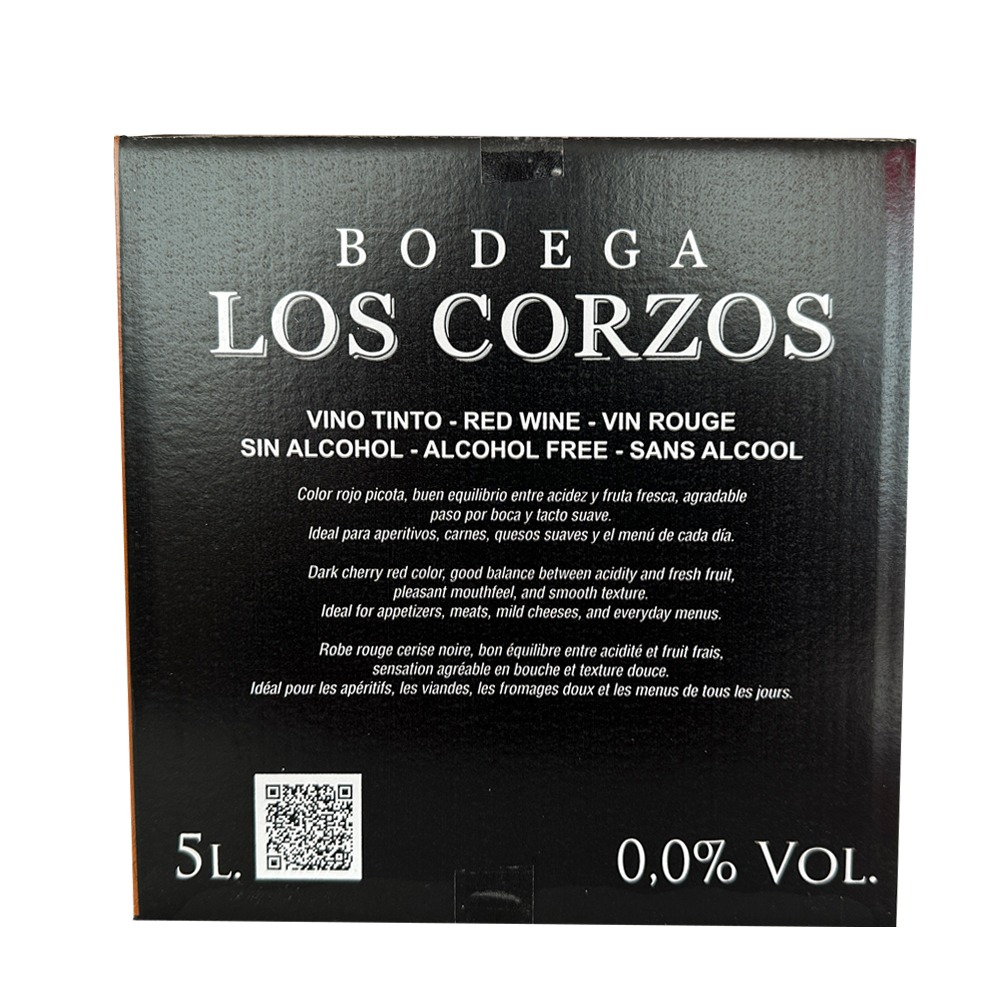 BODEGA
LOS CORZOS
VINO TINTO - RED WINE - VIN ROUGE
SIN ALCOHOL - ALCOHOL FREE - SANS ALCOOL
Color rojo picota, buen equilibrio entre acidez y fruta fresca, agradable
paso por boca y tacto suave.
Ideal para aperitivos, carnes, quesos suaves y el menú de cada día.
Dark cherry red color, good balance between acidity and fresh fruit,
pleasant mouthfeel, and smooth texture.
Ideal for appetizers, meats, mild cheeses, and everyday menus.
Robe rouge cerise noire, bon équilibre entre acidité et fruit frais,
sensation agréable en bouche et texture douce.
Idéal pour les apéritifs, les viandes, les fromages doux et les menus de tous les jours.
5L.
0,0% VOL.